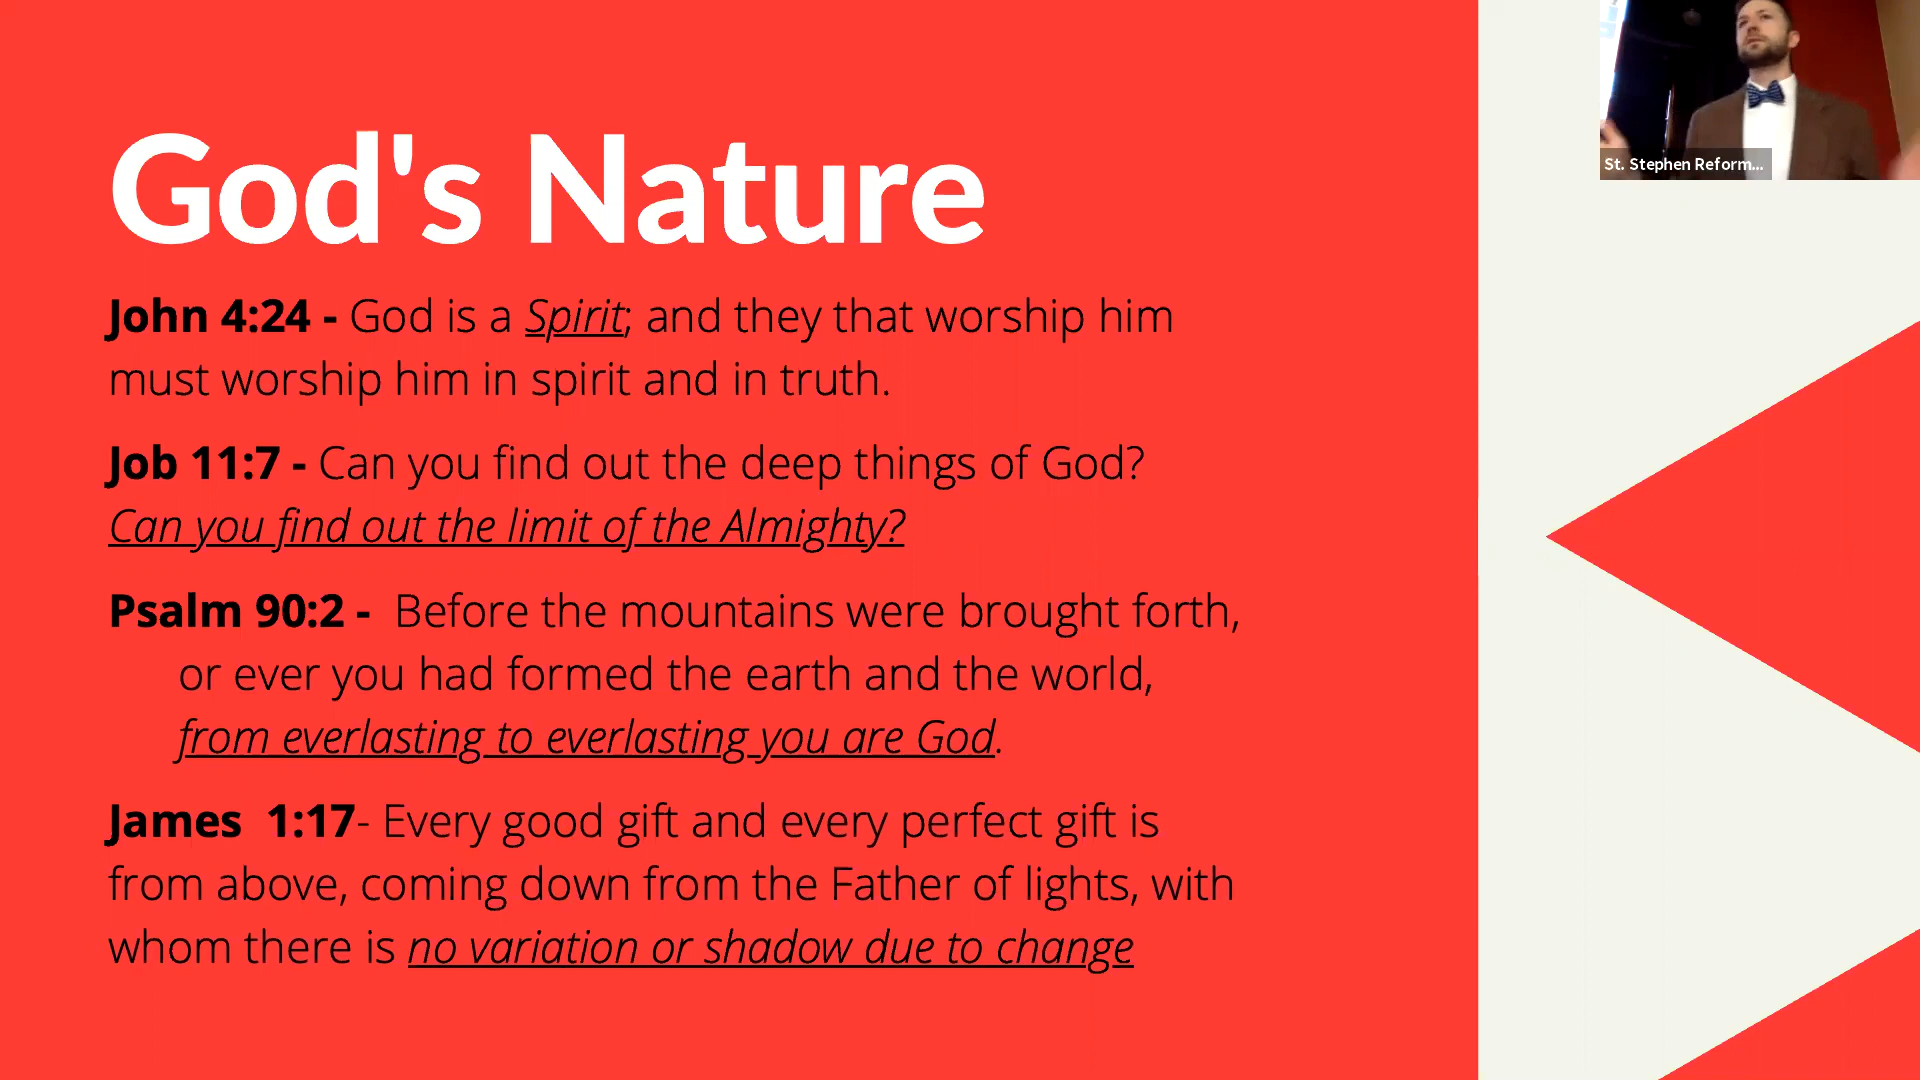 God's Nature
John 4:24 - God is a Spirit; and they that worship him
must worship him in spirit and in truth.
Job 11:7 - Can you find out the deep things of God?
Can you find out the limit of the Almighty?
Psalm 90:2 - Before the mountains were brought forth,
or ever you had formed the earth and the world,
from everlasting to everlasting you are God.
James 1:17- Every good gift and every perfect gift is
from above, coming down from the Father of lights, with
whom there is no variation or shadow due to change
St. Stephen Reform...